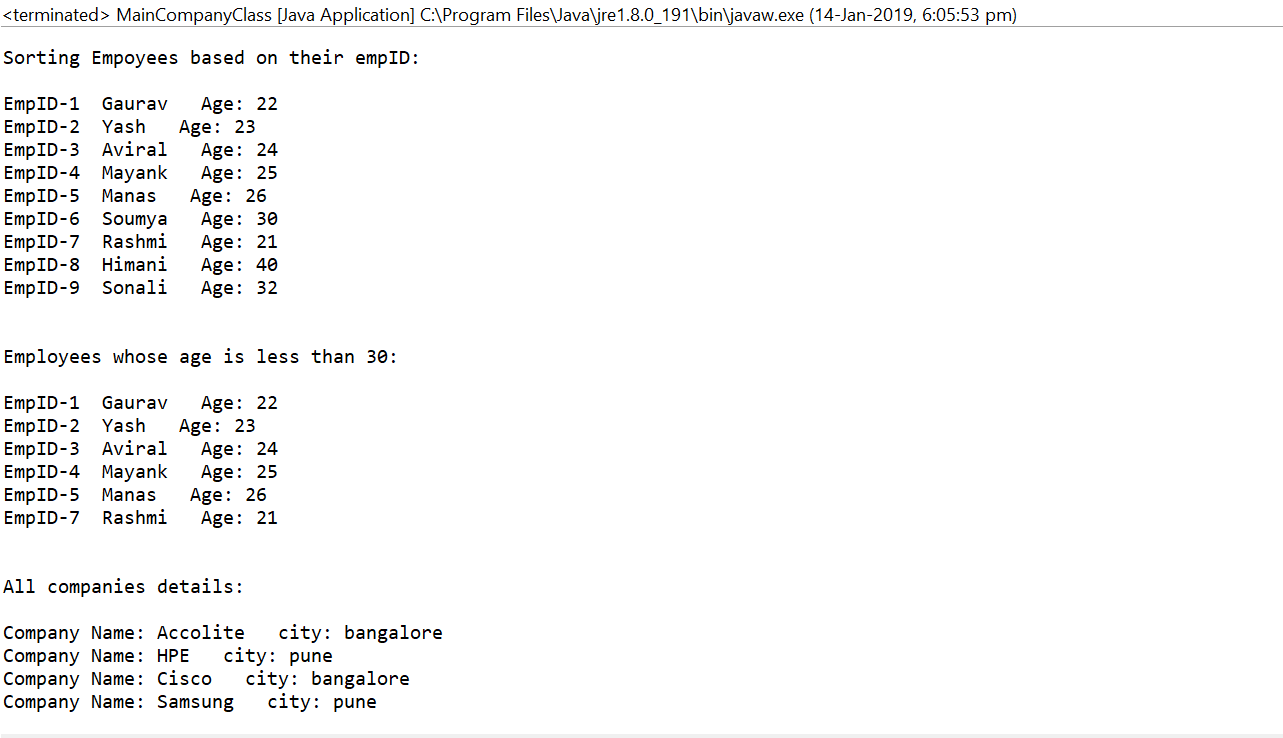 <terminated> MainCompanyClass [Java Application] C:\Program Files\Java\jre1.8.0_191\bin\javaw.exe (14-Jan-2019, 6:05:53 pm)
Sorting Empoyees based on their empID:
EmpID-1  Gaurav   Age: 22
EmpID-2  Yash   Age: 23
EmpID-3  Aviral   Age: 24
EmpID-4  Mayank   Age: 25
EmpID-5  Manas   Age: 26
EmpID-6  Soumya   Age: 30
EmpID-7  Rashmi   Age: 21
EmpID-8  Himani   Age: 40
EmpID-9  Sonali   Age: 32
Employees whose age is less than 30:
EmpID-1  Gaurav   Age: 22
EmpID-2  Yash   Age: 23
EmpID-3  Aviral   Age: 24
EmpID-4  Mayank   Age: 25
EmpID-5  Manas   Age: 26
EmpID-7  Rashmi   Age: 21
All companies details:
Company Name: Accolite   city: bangalore
Company Name: HPE   city: pune
Company Name: Cisco   city: bangalore
Company Name: Samsung   city: pune